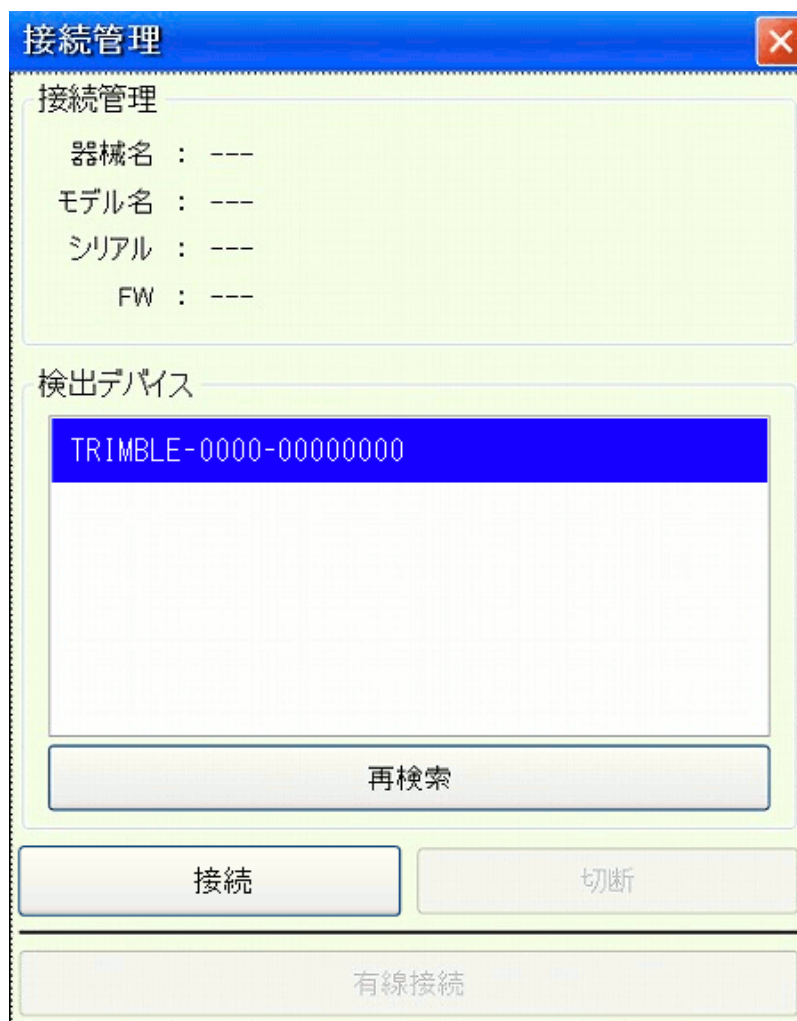 接続管理
接続管理
器械名 : ---
モデル名 : ---
シリアル : ---
FW : ---
検出デバイス
TRIMBLE-0000-00000000
再検索
接続 切断
有線接続